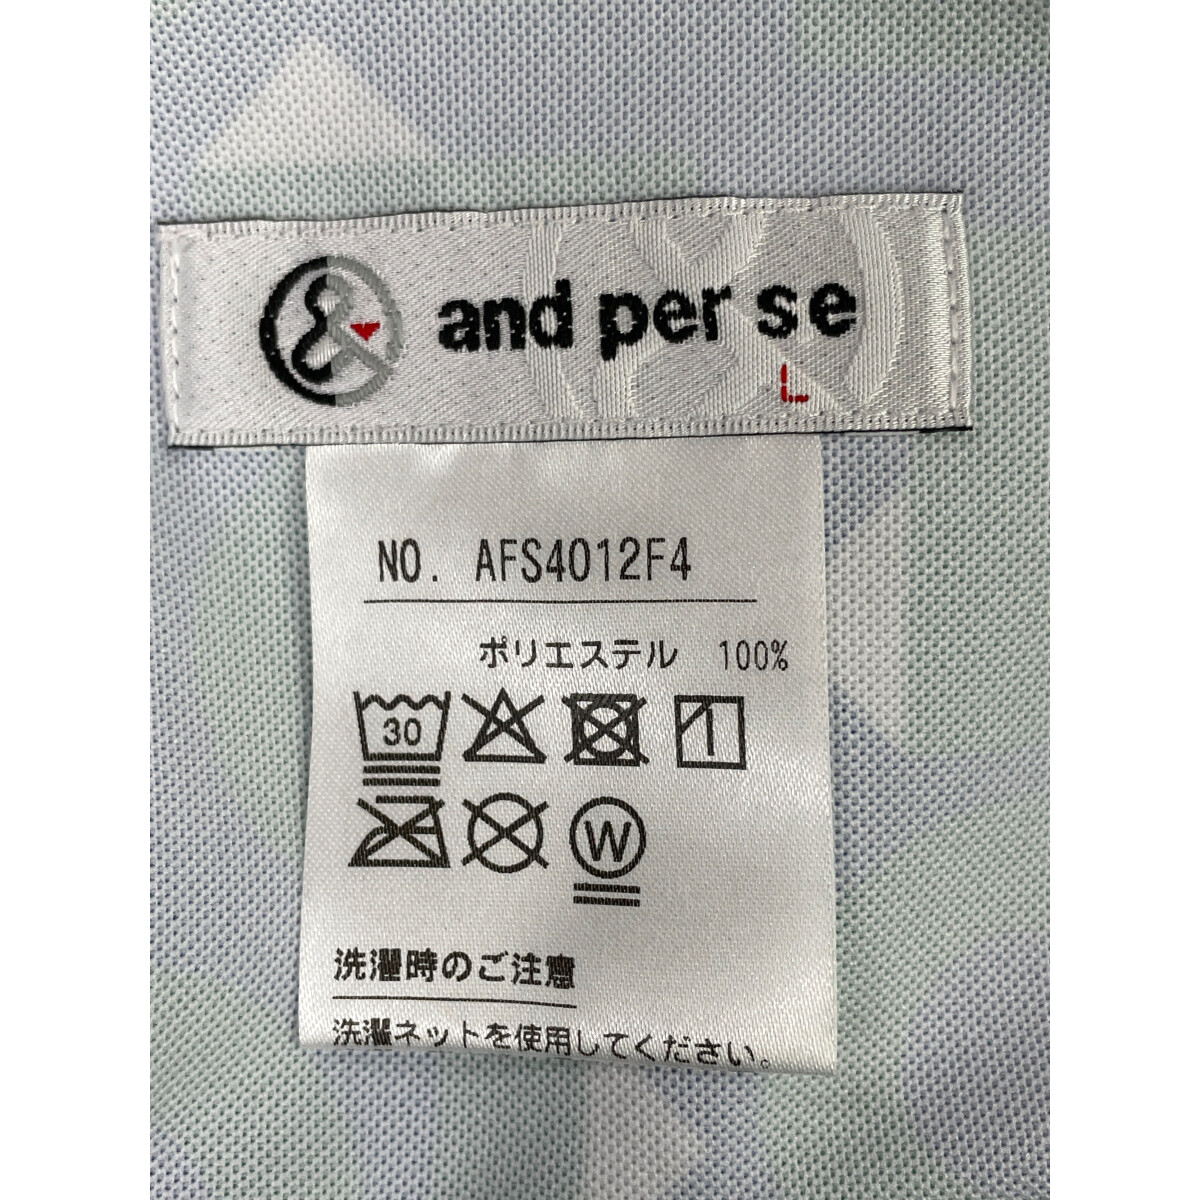 and per se
L
NO. AFS4012F4
ポリエステル 100%
30
W
洗濯時のご注意
洗濯ネットを使用してください。